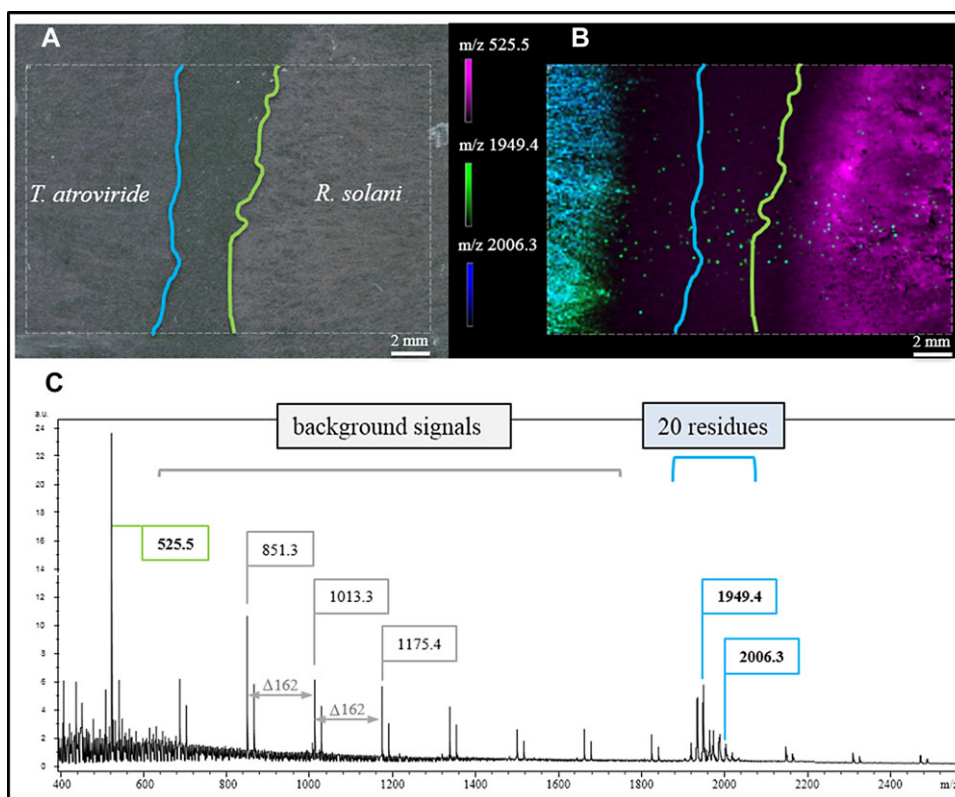 A
T. atroviride
R. solani
2 mm
m/z 525.5
m/z 1949.4
m/z 2006.3
B
2 mm
C
a.u.
background signals
20 residues
24
22
20
18
16
14
12
10
8
6
4
2
0
525.5
851.3
1013.3
1175.4
1949.4
2006.3
Δ162
Δ162
400 600 800 1000 1200 1400 1600 1800 2000 2200 2400 m/z